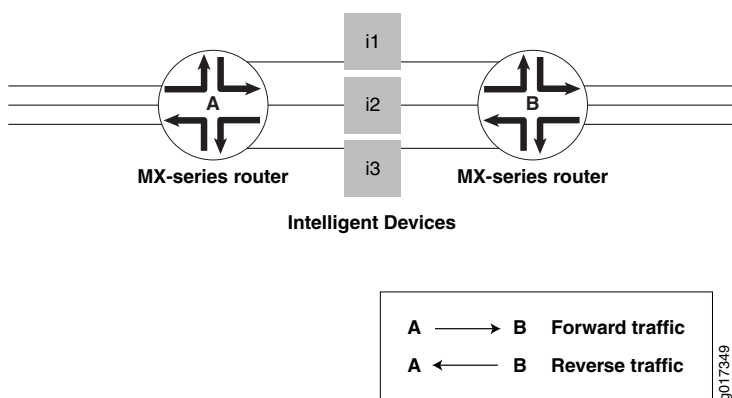 i1
A
i2
B
MX-series router
i3
MX-series router
Intelligent Devices
A B Forward traffic
A B Reverse traffic
g017349